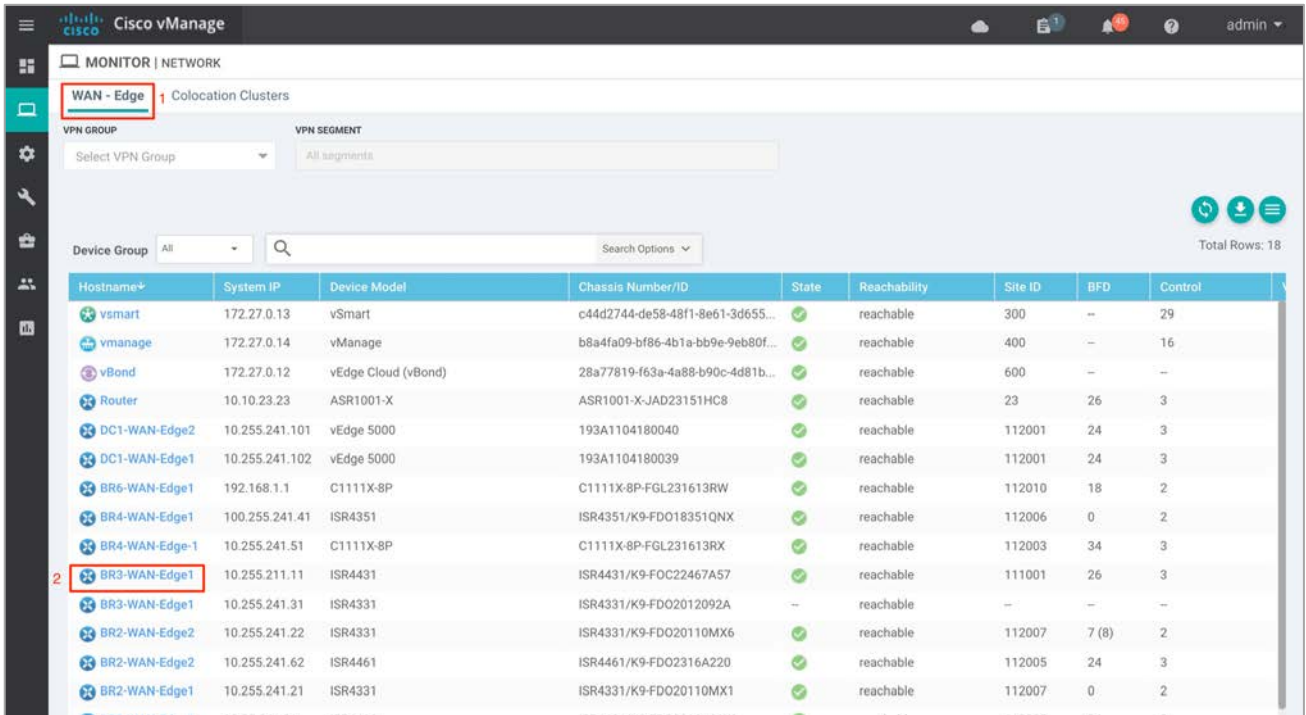 cisco Cisco vManage 1 45 admin
MONITOR | NETWORK
WAN - Edge 1 Colocation Clusters
VPN GROUP VPN SEGMENT
Select VPN Group All segments
Device Group All Search Options Total Rows: 18
Hostname System IP Device Model Chassis Number/ID State Reachability Site ID BFD Control
vsmart 172.27.0.13 vSmart c44d2744-de58-48f1-8e61-3d655... reachable 300 -- 29
vmanage 172.27.0.14 vManage b8a4fa09-bf86-4b1a-bb9e-9eb80f... reachable 400 -- 16
vBond 172.27.0.12 vEdge Cloud (vBond) 28a77819-f63a-4a88-b90c-4d81b... reachable 600 -- --
Router 10.10.23.23 ASR1001-X ASR1001-X-JAD23151HC8 reachable 23 26 3
DC1-WAN-Edge2 10.255.241.101 vEdge 5000 193A1104180040 reachable 112001 24 3
DC1-WAN-Edge1 10.255.241.102 vEdge 5000 193A1104180039 reachable 112001 24 3
BR6-WAN-Edge1 192.168.1.1 C1111X-8P C1111X-8P-FGL231613RW reachable 112010 18 2
BR4-WAN-Edge1 100.255.241.41 ISR4351 ISR4351/K9-FDO18351QNX reachable 112006 0 2
BR4-WAN-Edge-1 10.255.241.51 C1111X-8P C1111X-8P-FGL231613RX reachable 112003 34 3
2 BR3-WAN-Edge1 10.255.211.11 ISR4431 ISR4431/K9-FOC22467A57 reachable 111001 26 3
BR3-WAN-Edge1 10.255.241.31 ISR4331 ISR4331/K9-FDO2012092A -- reachable -- -- --
BR2-WAN-Edge2 10.255.241.22 ISR4331 ISR4331/K9-FDO20110MX6 reachable 112007 7 (8) 2
BR2-WAN-Edge2 10.255.241.62 ISR4461 ISR4461/K9-FDO2316A220 reachable 112005 24 3
BR2-WAN-Edge1 10.255.241.21 ISR4331 ISR4331/K9-FDO20110MX1 reachable 112007 0 2